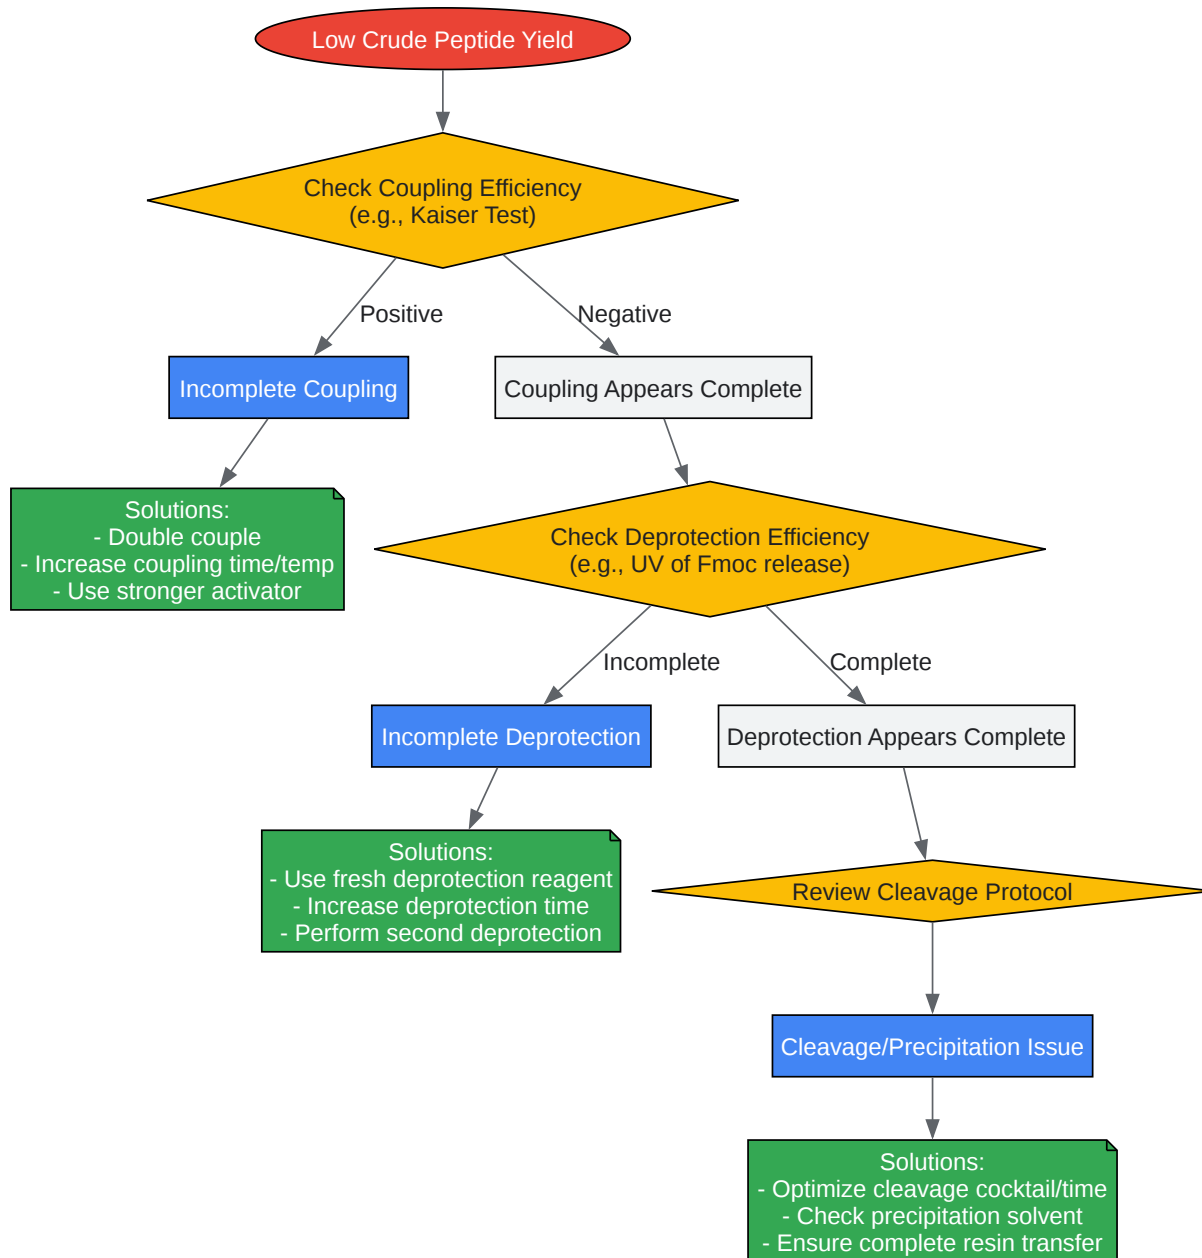 Low Crude Peptide Yield
Check Coupling Efficiency
(e.g., Kaiser Test)
Positive
Negative
Incomplete Coupling
Coupling Appears Complete
Solutions:
- Double couple
- Increase coupling time/temp
- Use stronger activator
Check Deprotection Efficiency
(e.g., UV of Fmoc release)
Incomplete
Complete
Incomplete Deprotection
Deprotection Appears Complete
Solutions:
- Use fresh deprotection reagent
- Increase deprotection time
- Perform second deprotection
Review Cleavage Protocol
Cleavage/Precipitation Issue
Solutions:
- Optimize cleavage cocktail/time
- Check precipitation solvent
- Ensure complete resin transfer